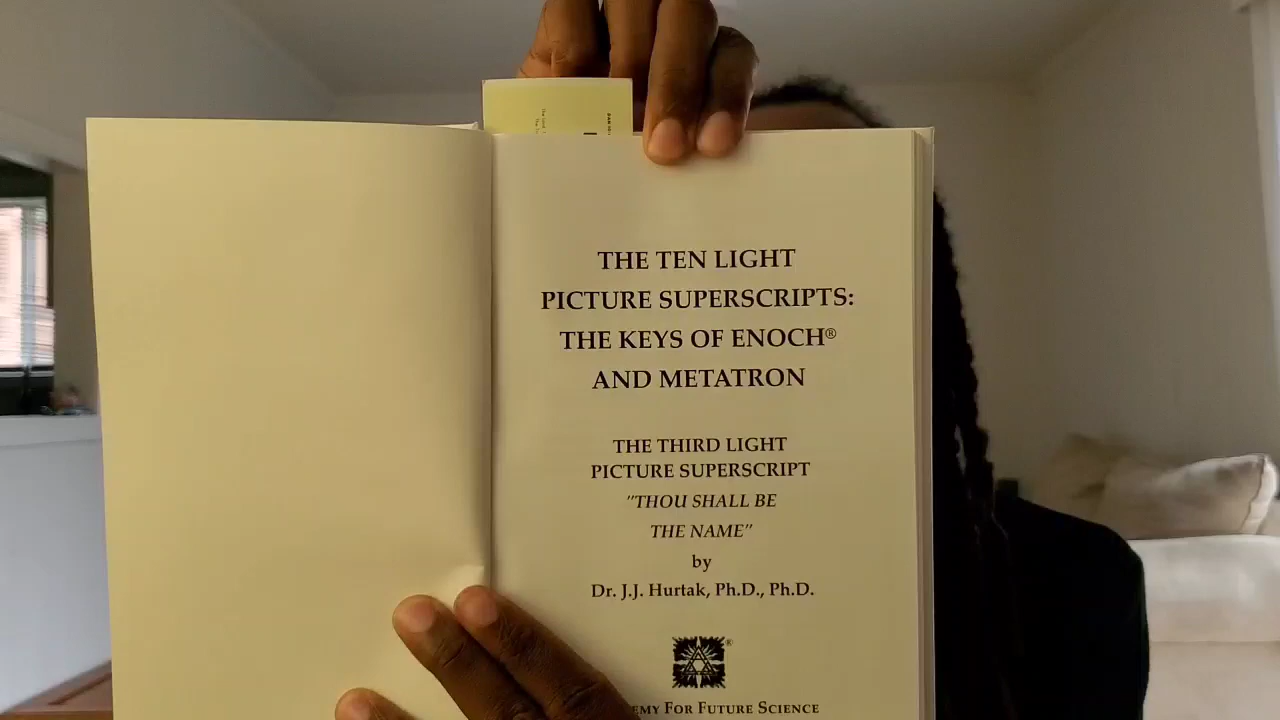 THE TEN LIGHT
PICTURE SUPERSCRIPTS:
THE KEYS OF ENOCH®
AND METATRON
THE THIRD LIGHT
PICTURE SUPERSCRIPT
"THOU SHALL BE
THE NAME"
by
Dr. J.J. Hurtak, Ph.D., Ph.D.
®
FOR FUTURE SCIENCE